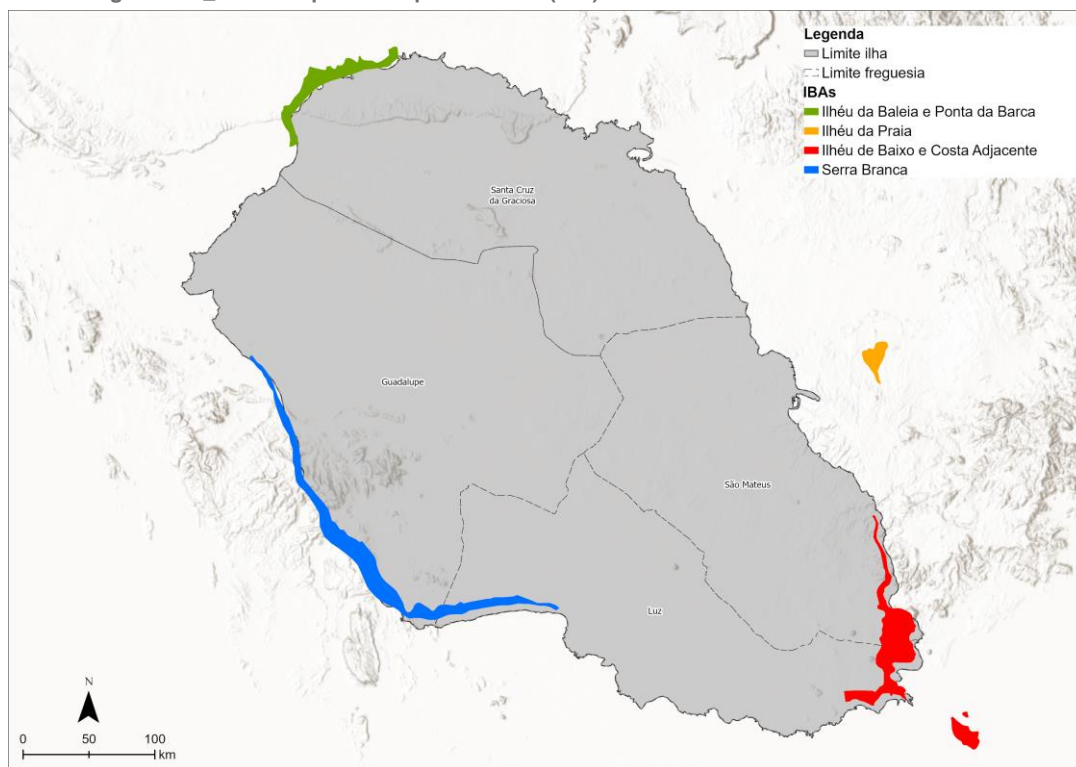 Legenda
Limite ilha
Limite freguesia
IBAs
Ilhéu da Baleia e Ponta da Barca
Ilhéu da Praia
Ilhéu de Baixo e Costa Adjacente
Serra Branca
Santa Cruz
da Graciosa
Guadalupe
São Mateus
Luz
N
0 50 100
km